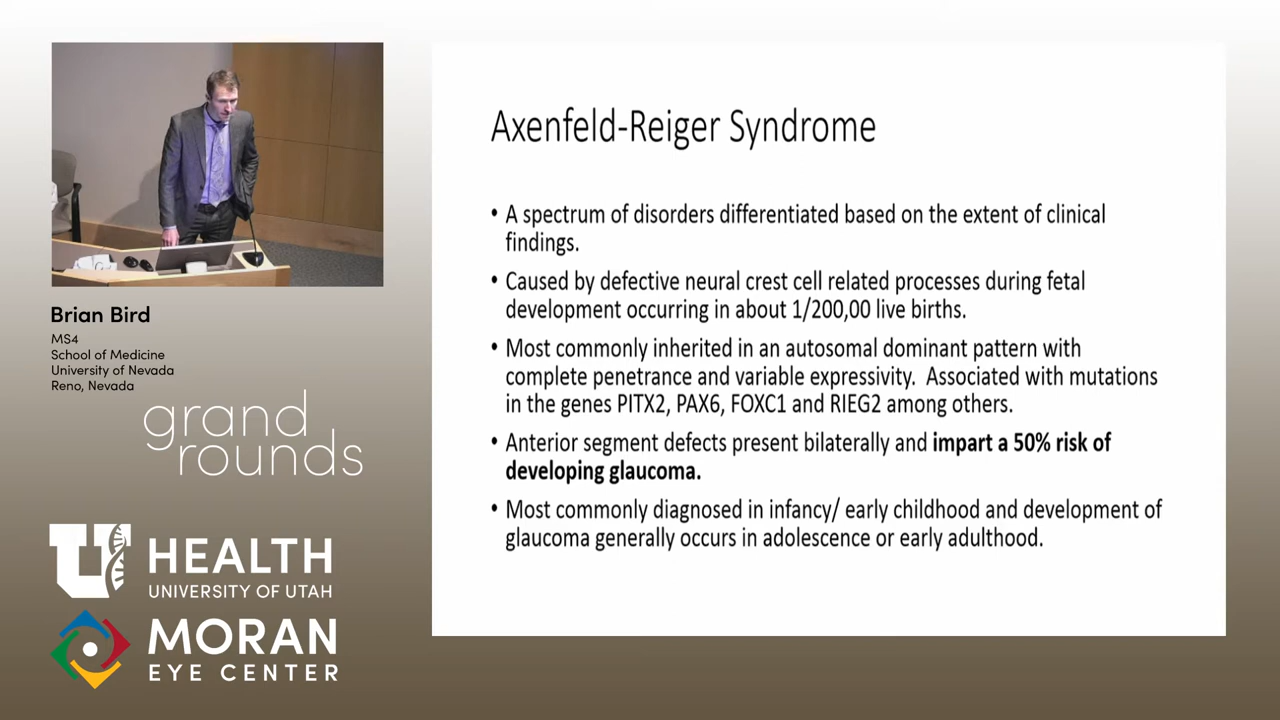 Axenfeld-Reiger Syndrome
• A spectrum of disorders differentiated based on the extent of clinical
findings.
• Caused by defective neural crest cell related processes during fetal
development occurring in about 1/200,00 live births.
• Most commonly inherited in an autosomal dominant pattern with
complete penetrance and variable expressivity.  Associated with mutations
in the genes PITX2, PAX6, FOXC1 and RIEG2 among others.
• Anterior segment defects present bilaterally and impart a 50% risk of
developing glaucoma.
• Most commonly diagnosed in infancy/ early childhood and development of
glaucoma generally occurs in adolescence or early adulthood.
Brian Bird
MS4
School of Medicine
University of Nevada
Reno, Nevada
grand
rounds
U HEALTH
UNIVERSITY OF UTAH
MORAN
EYE CENTER